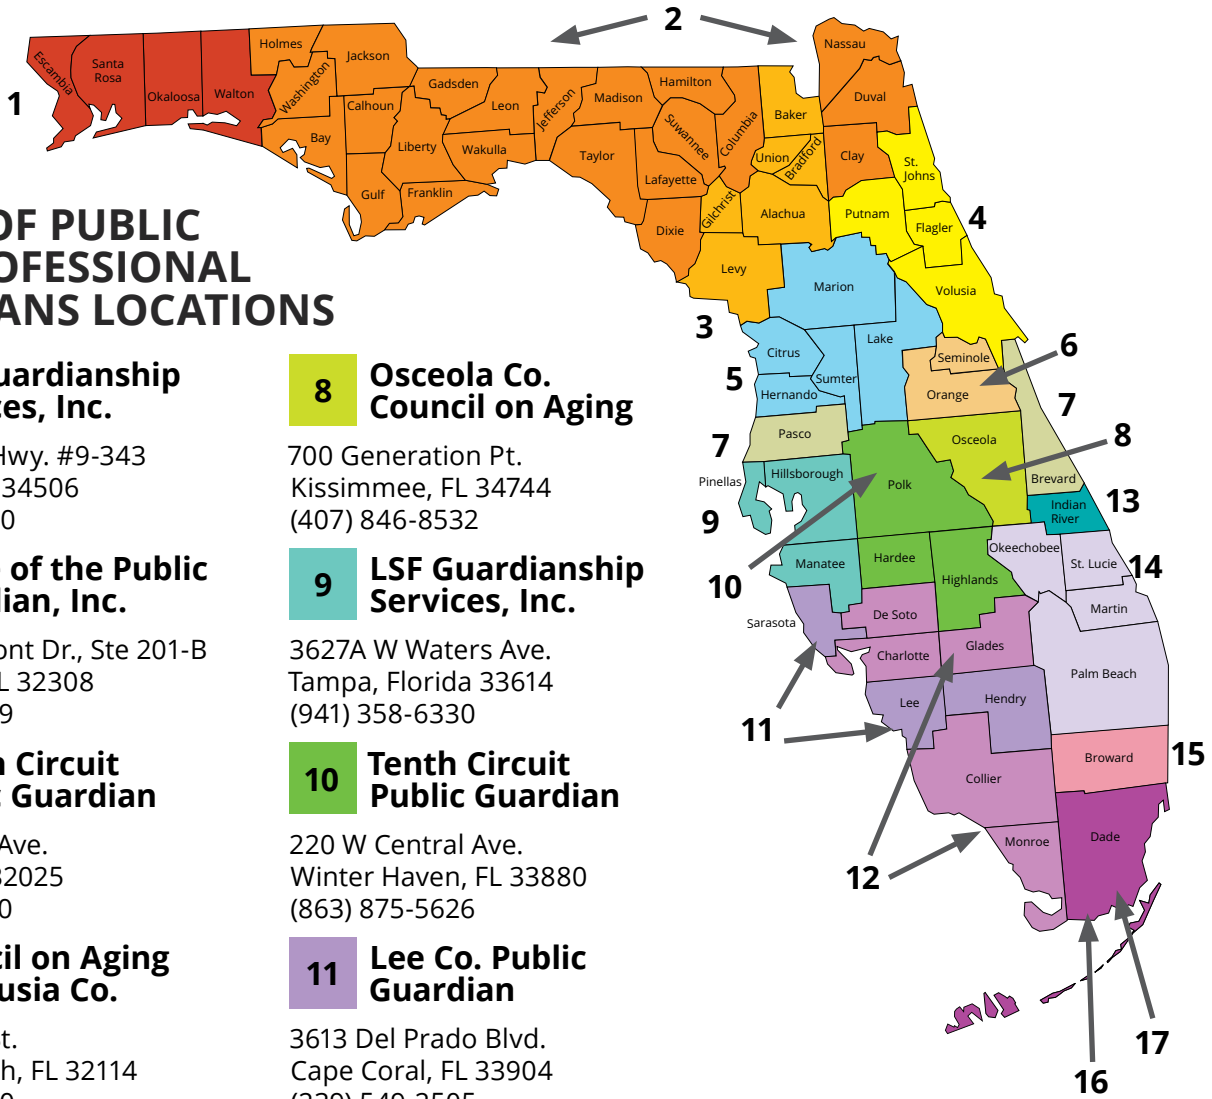 OF PUBLIC
OFESSIONAL
ANS LOCATIONS
uardianship
es, Inc.
Hwy. #9-343
34506
0
of the Public
dian, Inc.
ont Dr., Ste 201-B
L 32308
9
n Circuit
c Guardian
Ave.
32025
0
cil on Aging
usia Co.
t.
h, FL 32114
8
Osceola Co.
Council on Aging
700 Generation Pt.
Kissimmee, FL 34744
(407) 846-8532
9
LSF Guardianship
Services, Inc.
3627A W Waters Ave.
Tampa, Florida 33614
(941) 358-6330
10
Tenth Circuit
Public Guardian
220 W Central Ave.
Winter Haven, FL 33880
(863) 875-5626
11
Lee Co. Public
Guardian
3613 Del Prado Blvd.
Cape Coral, FL 33904
1
2
3
4
5
6
7
7
8
9
10
11
12
13
14
15
16
17
Escambia
Santa
Rosa
Okaloosa
Walton
Holmes
Washington
Jackson
Bay
Calhoun
Gulf
Liberty
Franklin
Gadsden
Leon
Wakulla
Jefferson
Madison
Taylor
Hamilton
Suwannee
Lafayette
Dixie
Columbia
Baker
Union
Bradford
Gilchrist
Alachua
Levy
Nassau
Duval
Clay
St.
Johns
Putnam
Flagler
Volusia
Marion
Citrus
Sumter
Lake
Hernando
Pasco
Seminole
Orange
Osceola
Brevard
Indian
River
Pinellas
Hillsborough
Polk
Manatee
Hardee
Highlands
Okeechobee
St. Lucie
Martin
Sarasota
De Soto
Charlotte
Glades
Palm Beach
Lee
Hendry
Collier
Broward
Monroe
Dade